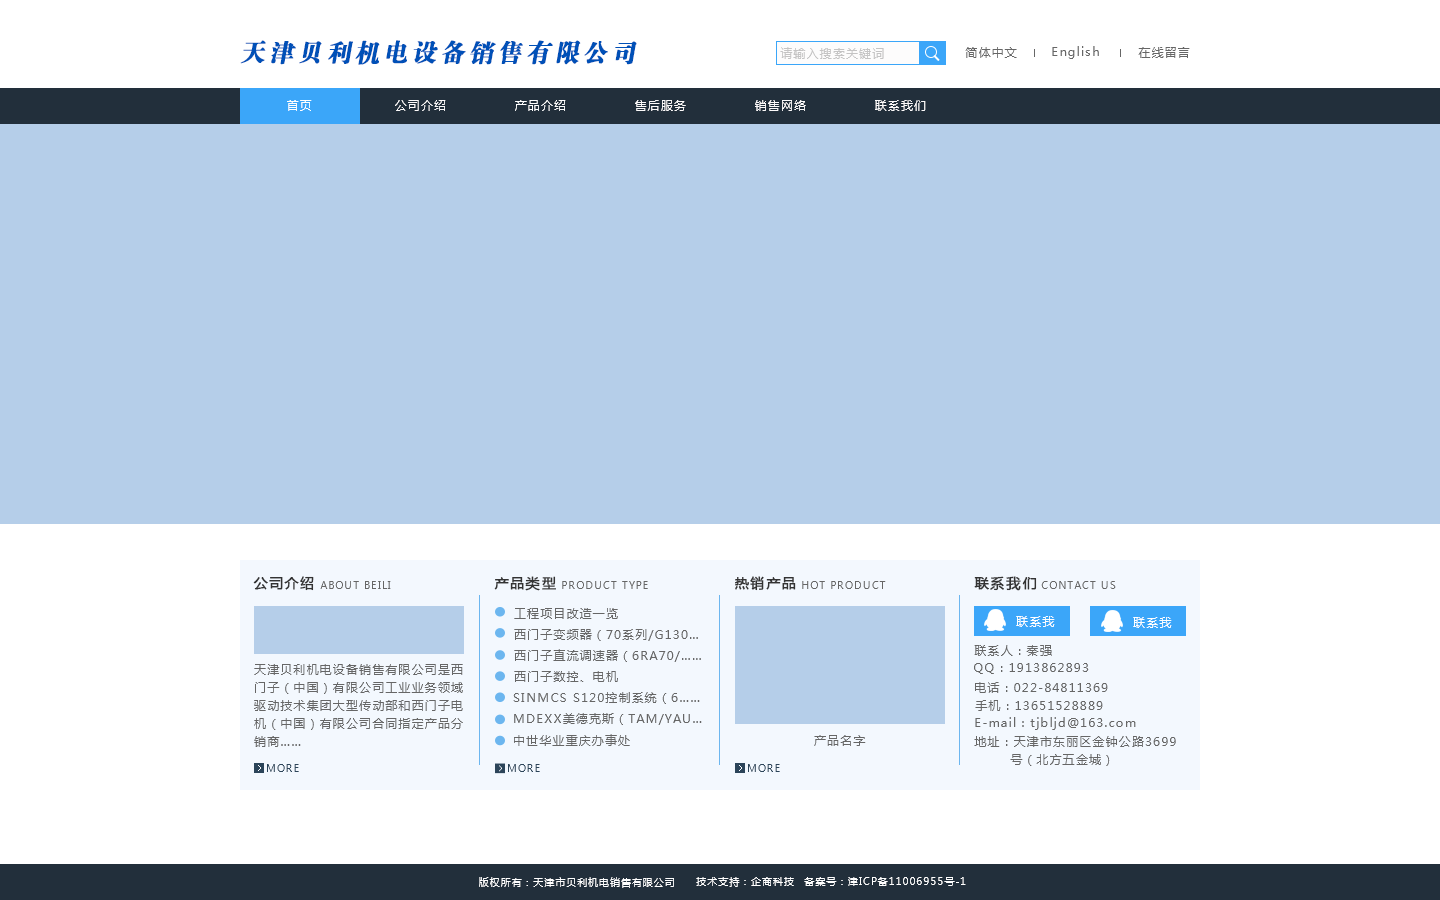 天津贝利机电设备销售有限公司
请输入搜索关键词
简体中文 | English | 在线留言
首页 公司介绍 产品介绍 售后服务 销售网络 联系我们
公司介绍 ABOUT BEILI
天津贝利机电设备销售有限公司是西
门子（中国）有限公司工业业务领域
驱动技术集团大型传动部和西门子电
机（中国）有限公司合同指定产品分
销商……
MORE
产品类型 PRODUCT TYPE
工程项目改造一览
西门子变频器（70系列/G130...
西门子直流调速器（6RA70/……
西门子数控、电机
SINMCS S120控制系统（6……
MDEXX美德克斯（TAM/YAU...
中世华业重庆办事处
MORE
热销产品 HOT PRODUCT
产品名字
MORE
联系我们 CONTACT US
联系我 联系我
联系人：秦强
QQ：1913862893
电话：022-84811369
手机：13651528889
E-mail：tjbljd@163.com
地址：天津市东丽区金钟公路3699
号（北方五金城）
版权所有：天津市贝利机电销售有限公司 技术支持：企商科技 备案号：津ICP备11006955号-1